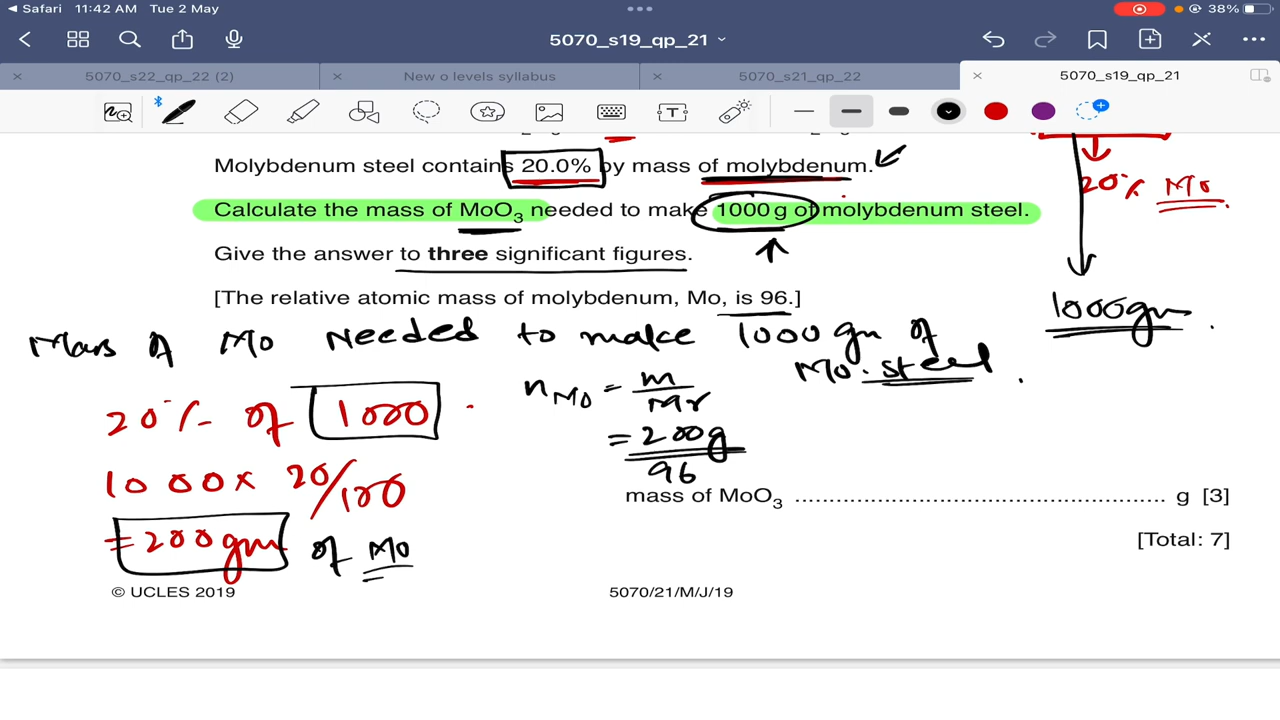 Safari 11:42 AM Tue 2 May 38%
5070_s19_qp_21
5070_s22_qp_22 (2) New o levels syllabus 5070_s21_qp_22 5070_s19_qp_21
Molybdenum steel contains 20.0% by mass of molybdenum.
20% Mo
Calculate the mass of MoO3 needed to make 1000 g of molybdenum steel.
Give the answer to three significant figures.
[The relative atomic mass of molybdenum, Mo, is 96.]
1000gm
Mass of Mo Needed to make 1000 gm of
Mo. steel.
20% of 1000
nMo = m/Mr
= 200g/96
1000 x 20/100
mass of MoO3 ........................................................ g [3]
= 200 gm of Mo
[Total: 7]
© UCLES 2019 5070/21/M/J/19